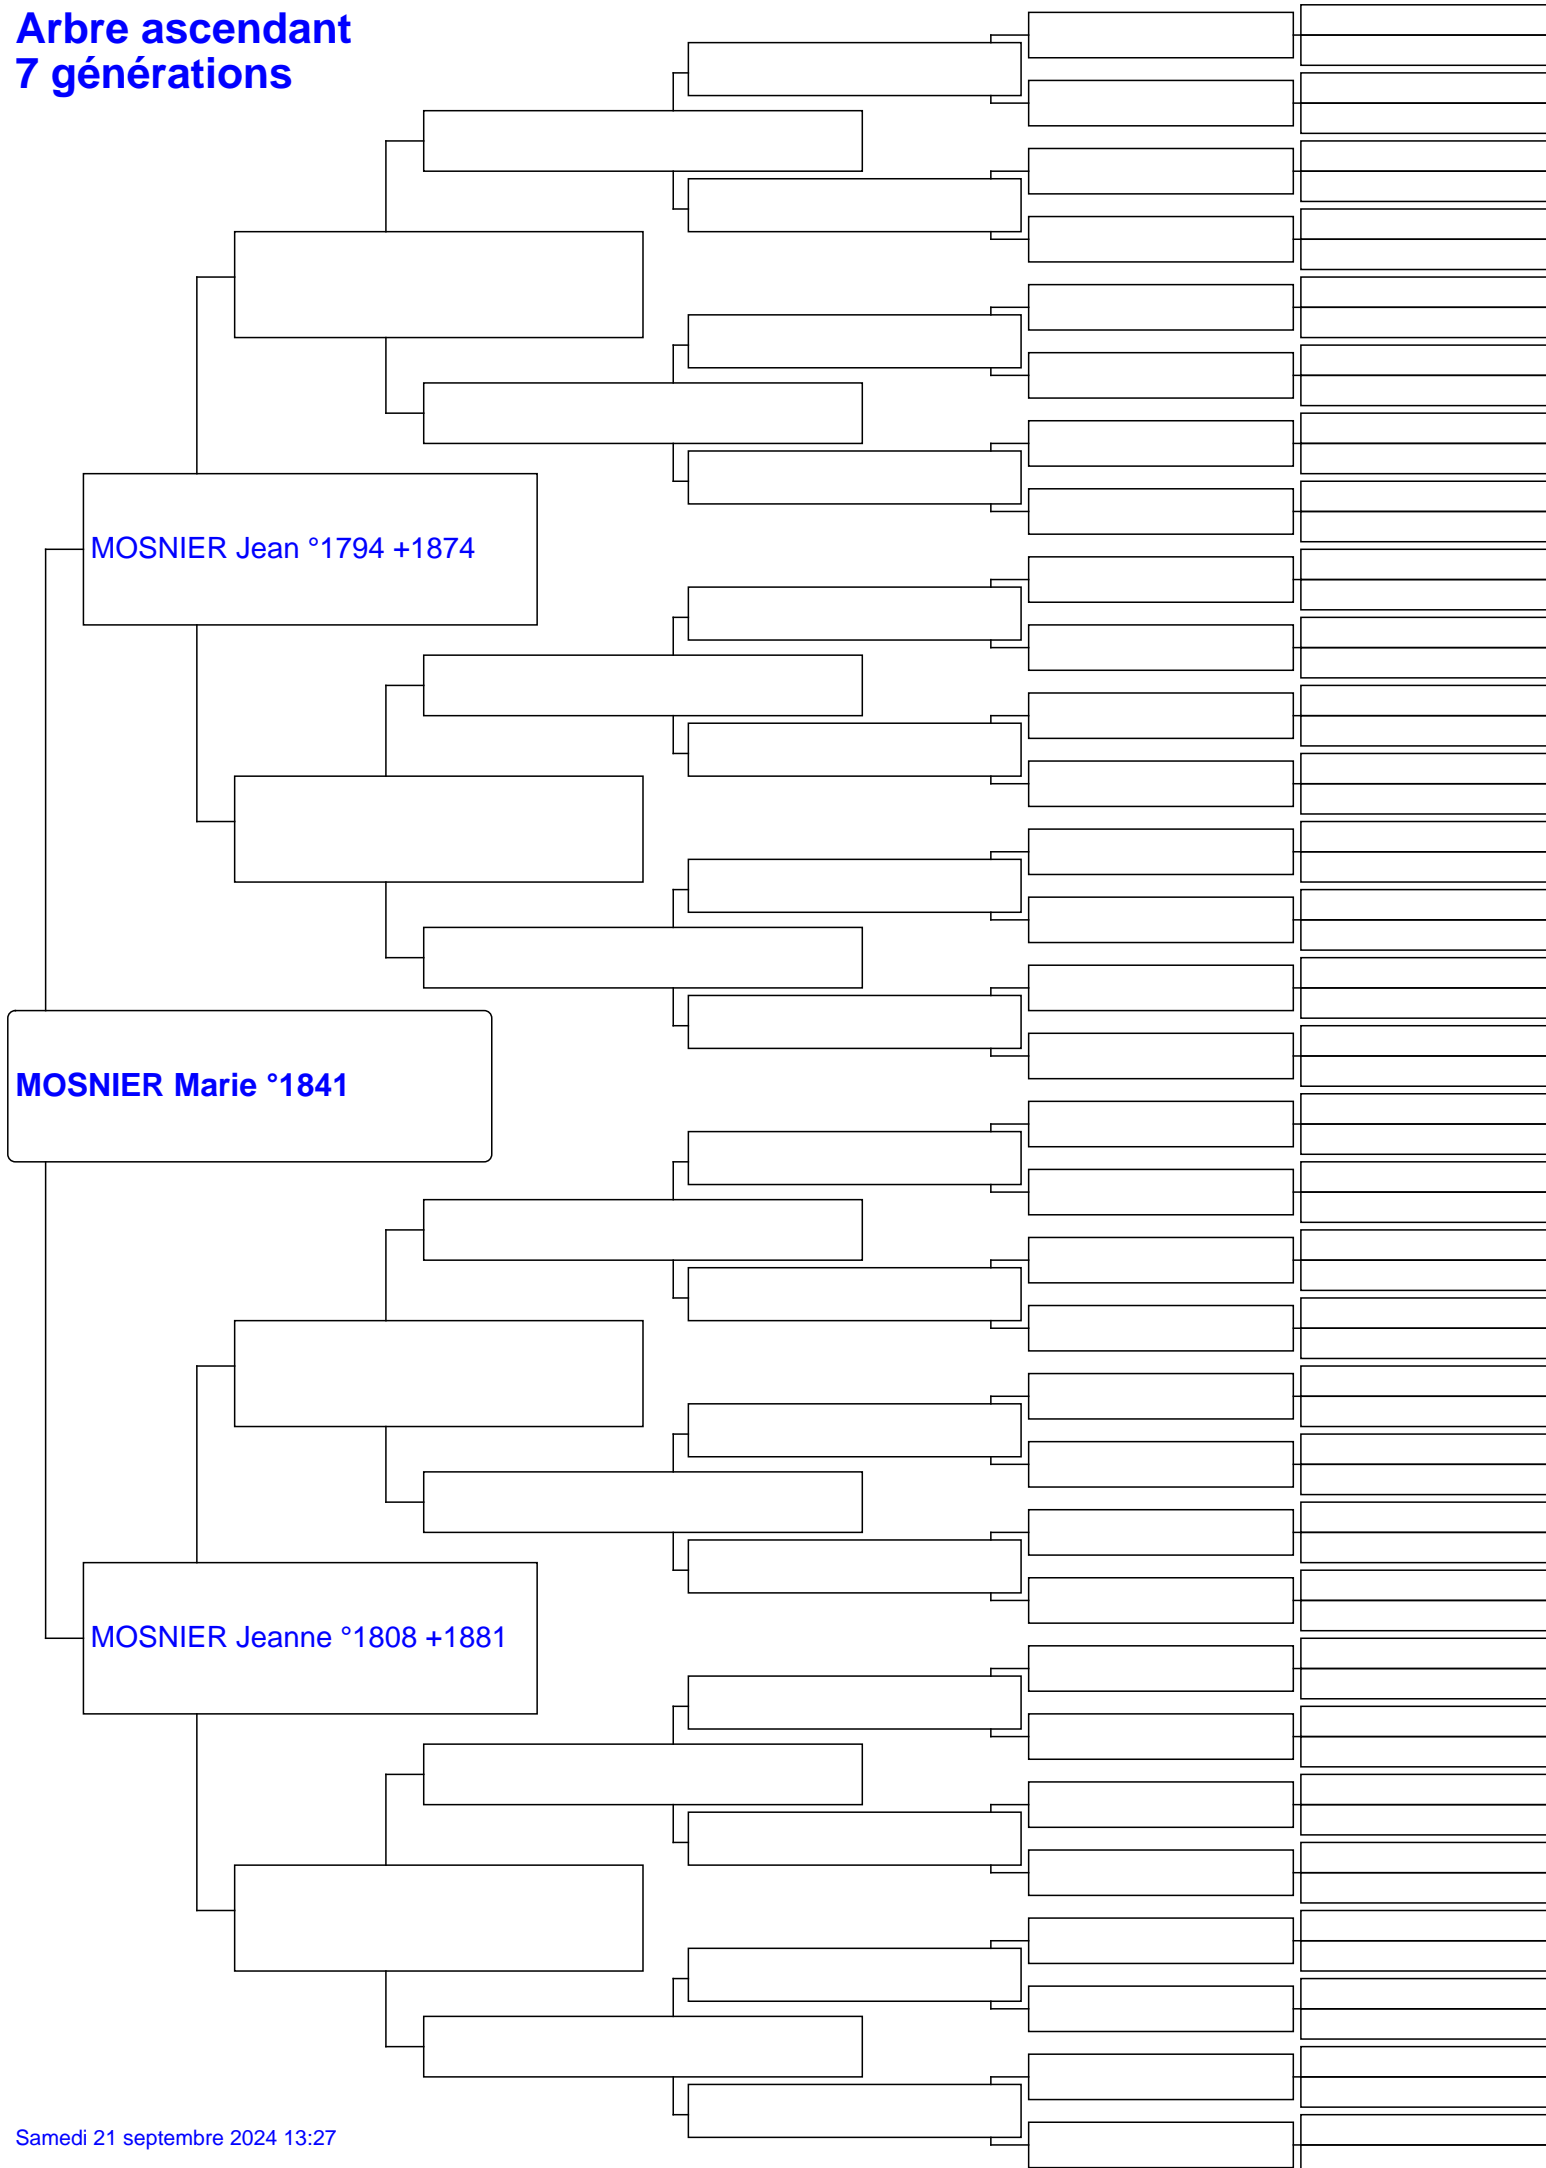 Arbre ascendant
7 générations
MOSNIER Jean °1794 +1874
MOSNIER Marie °1841
MOSNIER Jeanne °1808 +1881
Samedi 21 septembre 2024 13:27